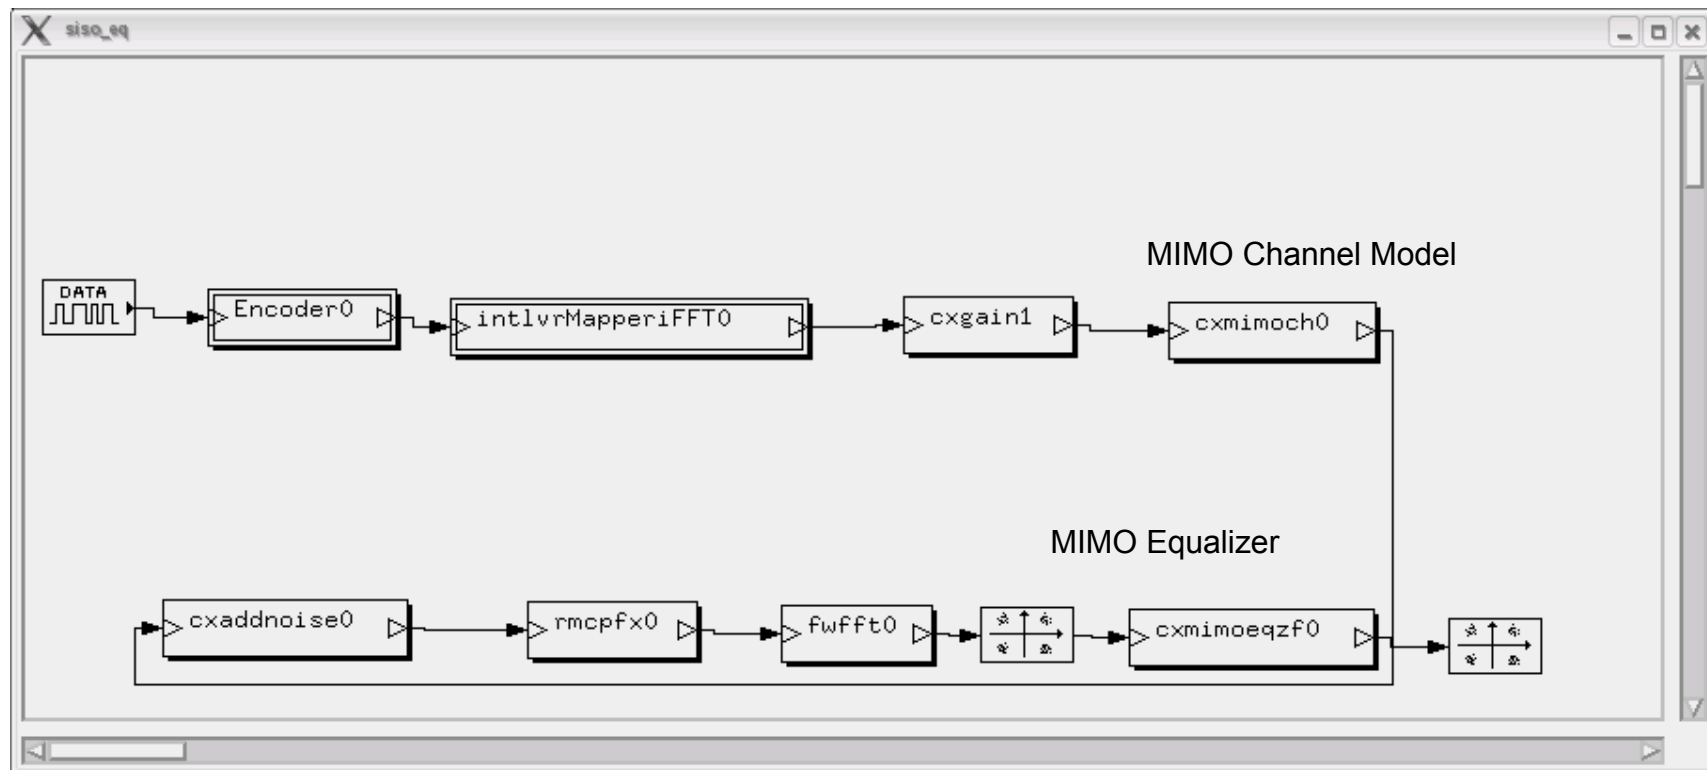 siso_eq
MIMO Channel Model
DATA
Encoder0
intlvrMapperiFFT0
cxgain1
cxmimoch0
MIMO Equalizer
cxaddnoise0
rmcpfx0
fwfft0
cxmimoeqzf0